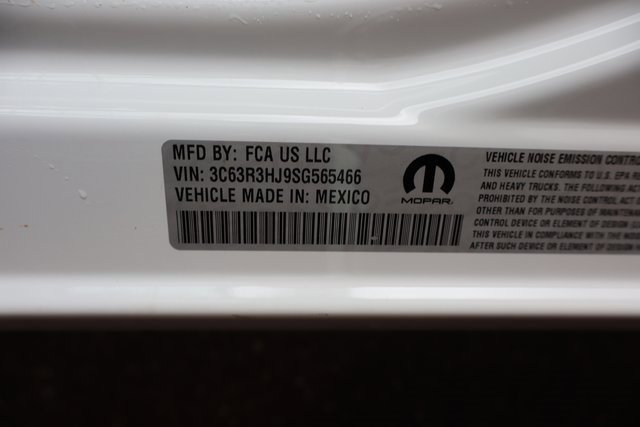 MFD BY: FCA US LLC
VIN: 3C63R3HJ9SG565466
VEHICLE MADE IN: MEXICO
MOPAR
VEHICLE NOISE EMISSION CONTRO
THIS VEHICLE CONFORMS TO U.S. EPA RE
AND HEAVY TRUCKS. THE FOLLOWING AC
PROHIBITED BY THE NOISE CONTROL ACT O
OTHER THAN FOR PURPOSES OF MAINTENA
CONTROL DEVICE OR ELEMENT OF DESIGN
THIS VEHICLE IN COMPLIANCE WITH THE
AFTER SUCH DEVICE OR ELEMENT OF DESIGN